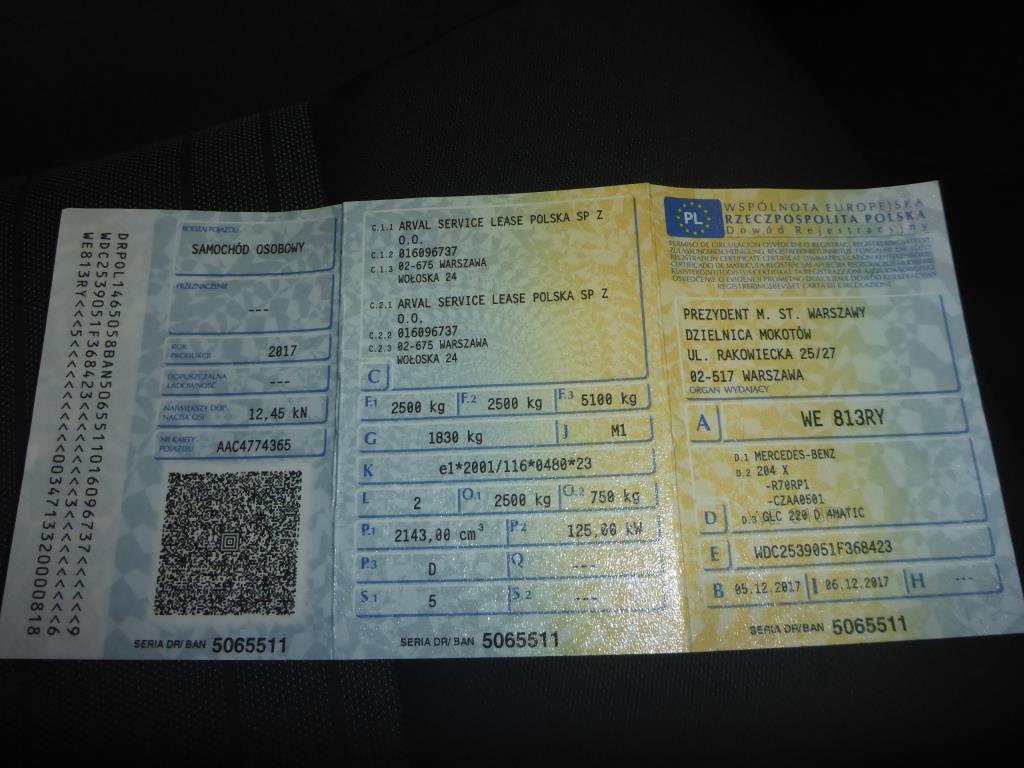 DRPOL1465058BAN50655110160967 37<<<<<<<<<9
WDC2539051F368423<<<<<<<<<<<<<<3<<<<<<<<<6
WE813RY<<<5<<<<<<<<<<<<<<<0034713320000818
RODZAJ POJAZDU
SAMOCHÓD OSOBOWY
PRZEZNACZENIE
---
ROK PRODUKCJI 2017
DOPUSZCZALNA ŁADOWNOŚĆ ---
NAJWIĘKSZY DOP. NACISK OSI 12,45 kN
NR KARTY POJAZDU AAC4774365
SERIA DR/BAN 5065511
C.1.1 ARVAL SERVICE LEASE POLSKA SP Z
O.O.
C.1.2 016096737
C.1.3 02-675 WARSZAWA
WOŁOSKA 24
C.2.1 ARVAL SERVICE LEASE POLSKA SP Z
O.O.
C.2.2 016096737
C.2.3 02-675 WARSZAWA
WOŁOSKA 24
C
F.1 2500 kg F.2 2500 kg F.3 5100 kg
G 1830 kg J M1
K e1*2001/116*0480*23
L 2 O.1 2500 kg O.2 750 kg
P.1 2143,00 cm³ P.2 125,00 kW
P.3 D Q ---
S.1 5 S.2 ---
SERIA DR/BAN 5065511
PL
WSPÓLNOTA EUROPEJSKA
RZECZPOSPOLITA POLSKA
Dowód Rejestracyjny
PREZYDENT M. ST. WARSZAWY
DZIELNICA MOKOTÓW
UL. RAKOWIECKA 25/27
02-517 WARSZAWA
ORGAN WYDAJĄCY
A WE 813RY
D.1 MERCEDES-BENZ
D.2 204 X
-R70RP1
-CZAA0501
D D.3 GLC 220 D 4MATIC
E WDC2539051F368423
B 05.12.2017 I 06.12.2017 H ---
SERIA DR/BAN 5065511